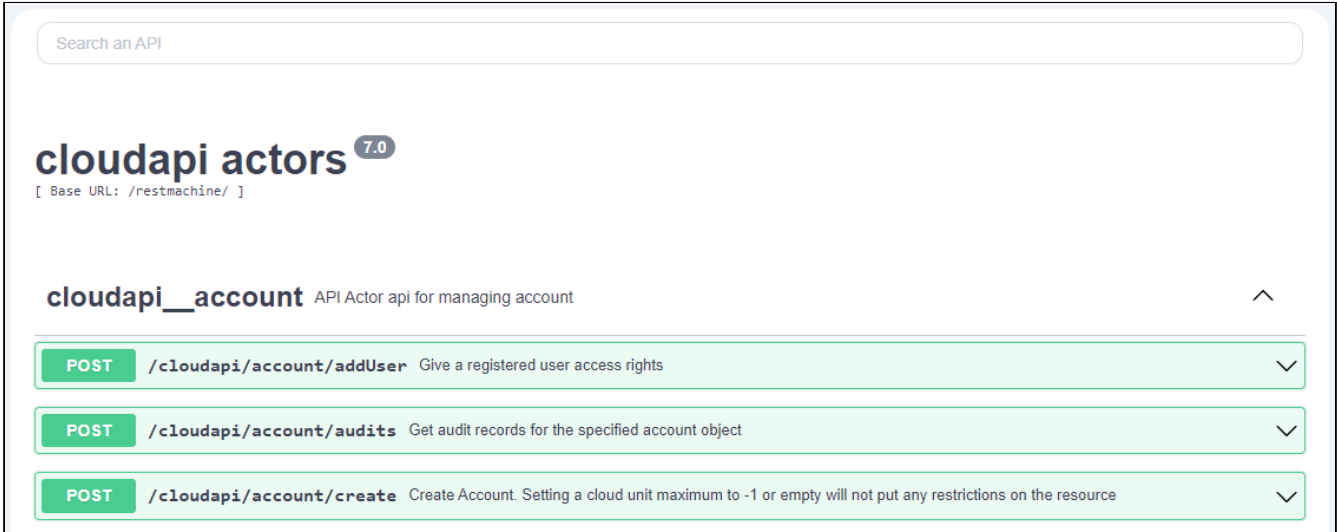 Search an API
cloudapi actors 7.0
[ Base URL: /restmachine/ ]
cloudapi__account API Actor api for managing account
POST /cloudapi/account/addUser Give a registered user access rights
POST /cloudapi/account/audits Get audit records for the specified account object
POST /cloudapi/account/create Create Account. Setting a cloud unit maximum to -1 or empty will not put any restrictions on the resource